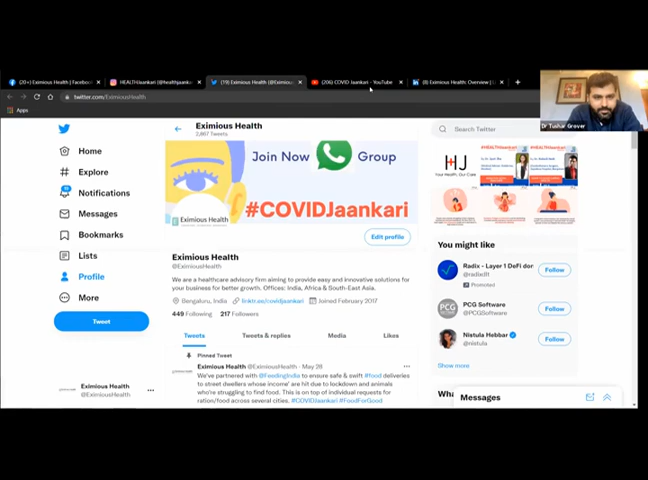 (20+) Eximious Health | Facebook
HEALTHJaankari (@healthjaankar
(19) Eximious Health (@Eximiou
(206) COVID Jaankari - YouTube
(8) Eximious Health: Overview |
twitter.com/EximiousHealth
Apps
Dr Tushar Grover
Home
Explore
Notifications
Messages
Bookmarks
Lists
Profile
More
Tweet
Eximious Health
@EximiousHealth
Eximious Health
2,867 Tweets
Join Now Group
#COVIDJaankari
Eximious Health
Edit profile
Eximious Health
@EximiousHealth
We are a healthcare advisory firm aiming to provide easy and innovative solutions for
your business for better growth. Offices: India, Africa & South-East Asia.
Bengaluru, India linktr.ee/covidjaankari Joined February 2017
449 Following 217 Followers
Tweets Tweets & replies Media Likes
Pinned Tweet
Eximious Health @EximiousHealth · May 28
We've partnered with @FeedingIndia to ensure safe & swift #food deliveries
to street dwellers whose income' are hit due to lockdown and animals
who're struggling to find food. This is on top of individual requests for
ration/food across several cities.
#COVIDJaankari #FoodForGood
Search Twitter
HJ
Your Health, Our Care
#HEALTHJaankari
#HEALTHJaankari
You might like
Radix - Layer 1 DeFi dor
@radixdlt
Promoted
Follow
PCG Software
@PCGSoftware
Follow
Nistula Hebbar
@nistula
Follow
Show more
Messages